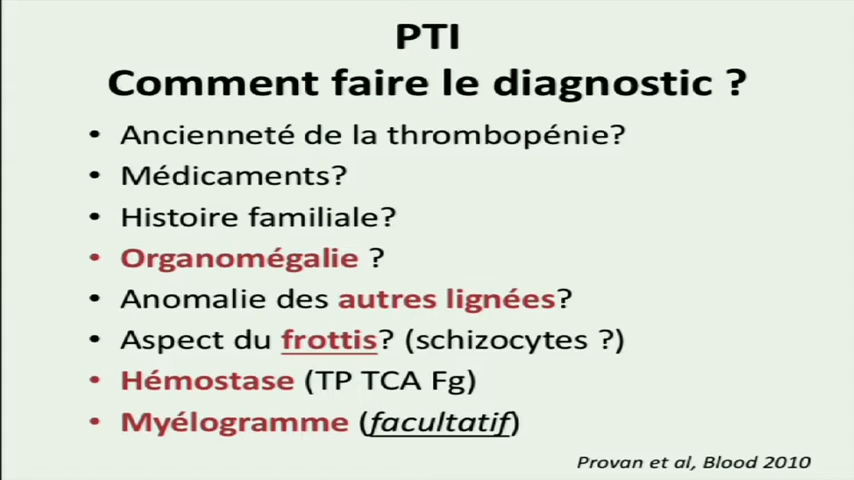 PTI
Comment faire le diagnostic ?
• Ancienneté de la thrombopénie?
• Médicaments?
• Histoire familiale?
• Organomégalie ?
• Anomalie des autres lignées?
• Aspect du frottis? (schizocytes ?)
• Hémostase (TP TCA Fg)
• Myélogramme (facultatif)
Provan et al, Blood 2010